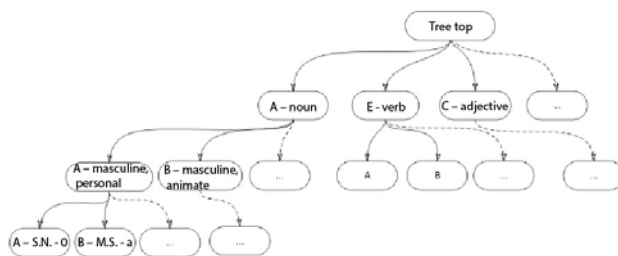 Tree top
A – noun
E - verb
C – adjective
...
A – masculine,
personal
B – masculine,
animate
...
A
B
...
...
A – S.N. - 0
B – M.S. - a
...
...